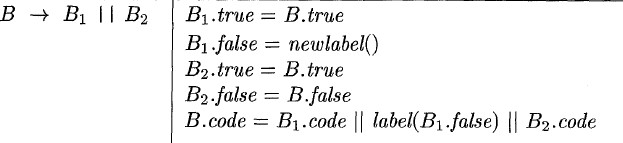 B → B₁ || B₂ B₁.true = B.true
B₁.false = newlabel()
B₂.true = B.true
B₂.false = B.false
B.code = B₁.code || label(B₁.false) || B₂.code